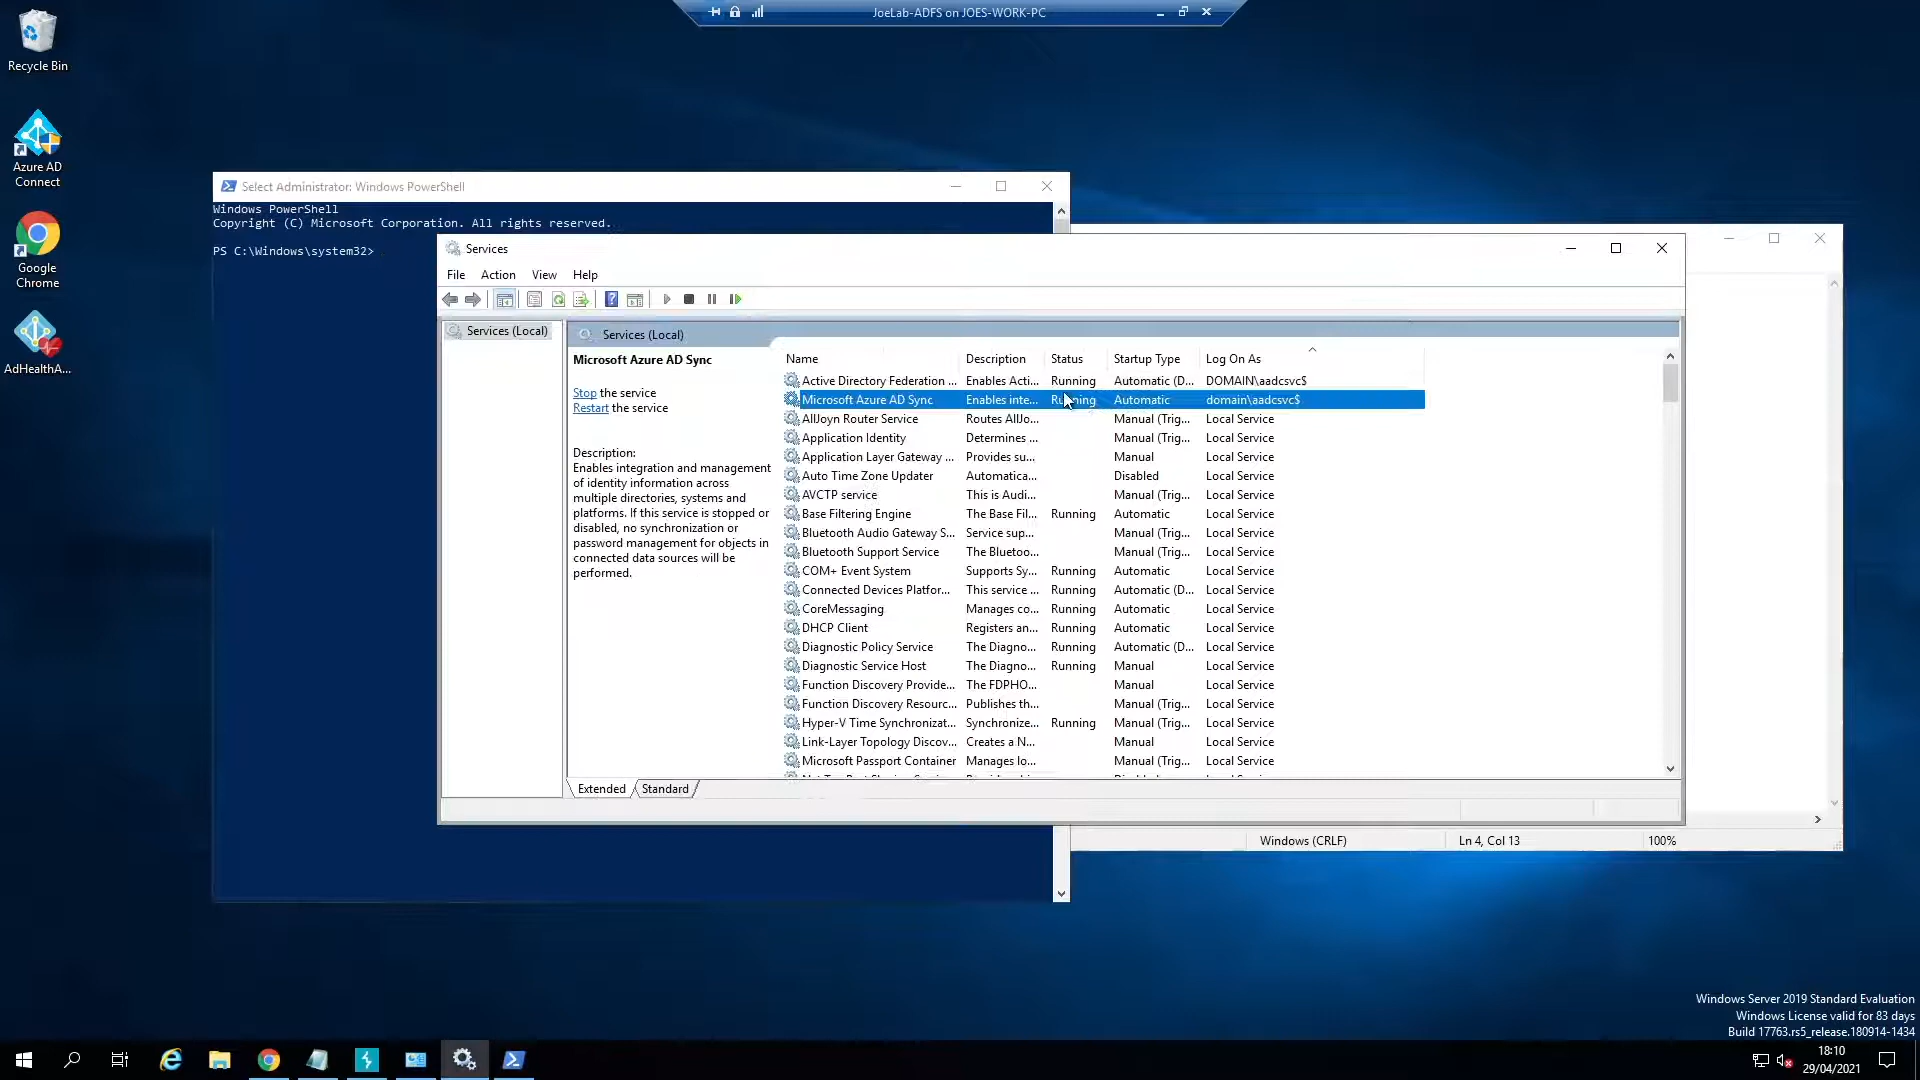 JoeLab-ADFS on JOES-WORK-PC
Recycle Bin
Azure AD
Connect
Google
Chrome
AdHealthA...
Select Administrator: Windows PowerShell
Windows PowerShell
Copyright (C) Microsoft Corporation. All rights reserved.
PS C:\Windows\system32>
Services
File Action View Help
Services (Local)
Services (Local)
Microsoft Azure AD Sync
Stop the service
Restart the service
Description:
Enables integration and management
of identity information across
multiple directories, systems and
platforms. If this service is stopped or
disabled, no synchronization or
password management for objects in
connected data sources will be
performed.
Name Description Status Startup Type Log On As
Active Directory Federation ... Enables Acti... Running Automatic (D... DOMAIN\aadcsvc$
Microsoft Azure AD Sync Enables inte... Running Automatic domain\aadcsvc$
AllJoyn Router Service Routes AllJo... Manual (Trig... Local Service
Application Identity Determines ... Manual (Trig... Local Service
Application Layer Gateway ... Provides su... Manual Local Service
Auto Time Zone Updater Automatica... Disabled Local Service
AVCTP service This is Audi... Manual (Trig... Local Service
Base Filtering Engine The Base Fil... Running Automatic Local Service
Bluetooth Audio Gateway S... Service sup... Manual (Trig... Local Service
Bluetooth Support Service The Bluetoo... Manual (Trig... Local Service
COM+ Event System Supports Sy... Running Automatic Local Service
Connected Devices Platfor... This service ... Running Automatic (D... Local Service
CoreMessaging Manages co... Running Automatic Local Service
DHCP Client Registers an... Running Automatic Local Service
Diagnostic Policy Service The Diagno... Running Automatic (D... Local Service
Diagnostic Service Host The Diagno... Running Manual Local Service
Function Discovery Provide... The FDPHO... Manual Local Service
Function Discovery Resourc... Publishes th... Manual (Trig... Local Service
Hyper-V Time Synchronizat... Synchronize... Running Manual (Trig... Local Service
Link-Layer Topology Discov... Creates a N... Manual Local Service
Microsoft Passport Container Manages lo... Manual (Trig... Local Service
Extended Standard
Windows (CRLF) Ln 4, Col 13 100%
Windows Server 2019 Standard Evaluation
Windows License valid for 83 days
Build 17763.rs5_release.180914-1434
18:10
29/04/2021